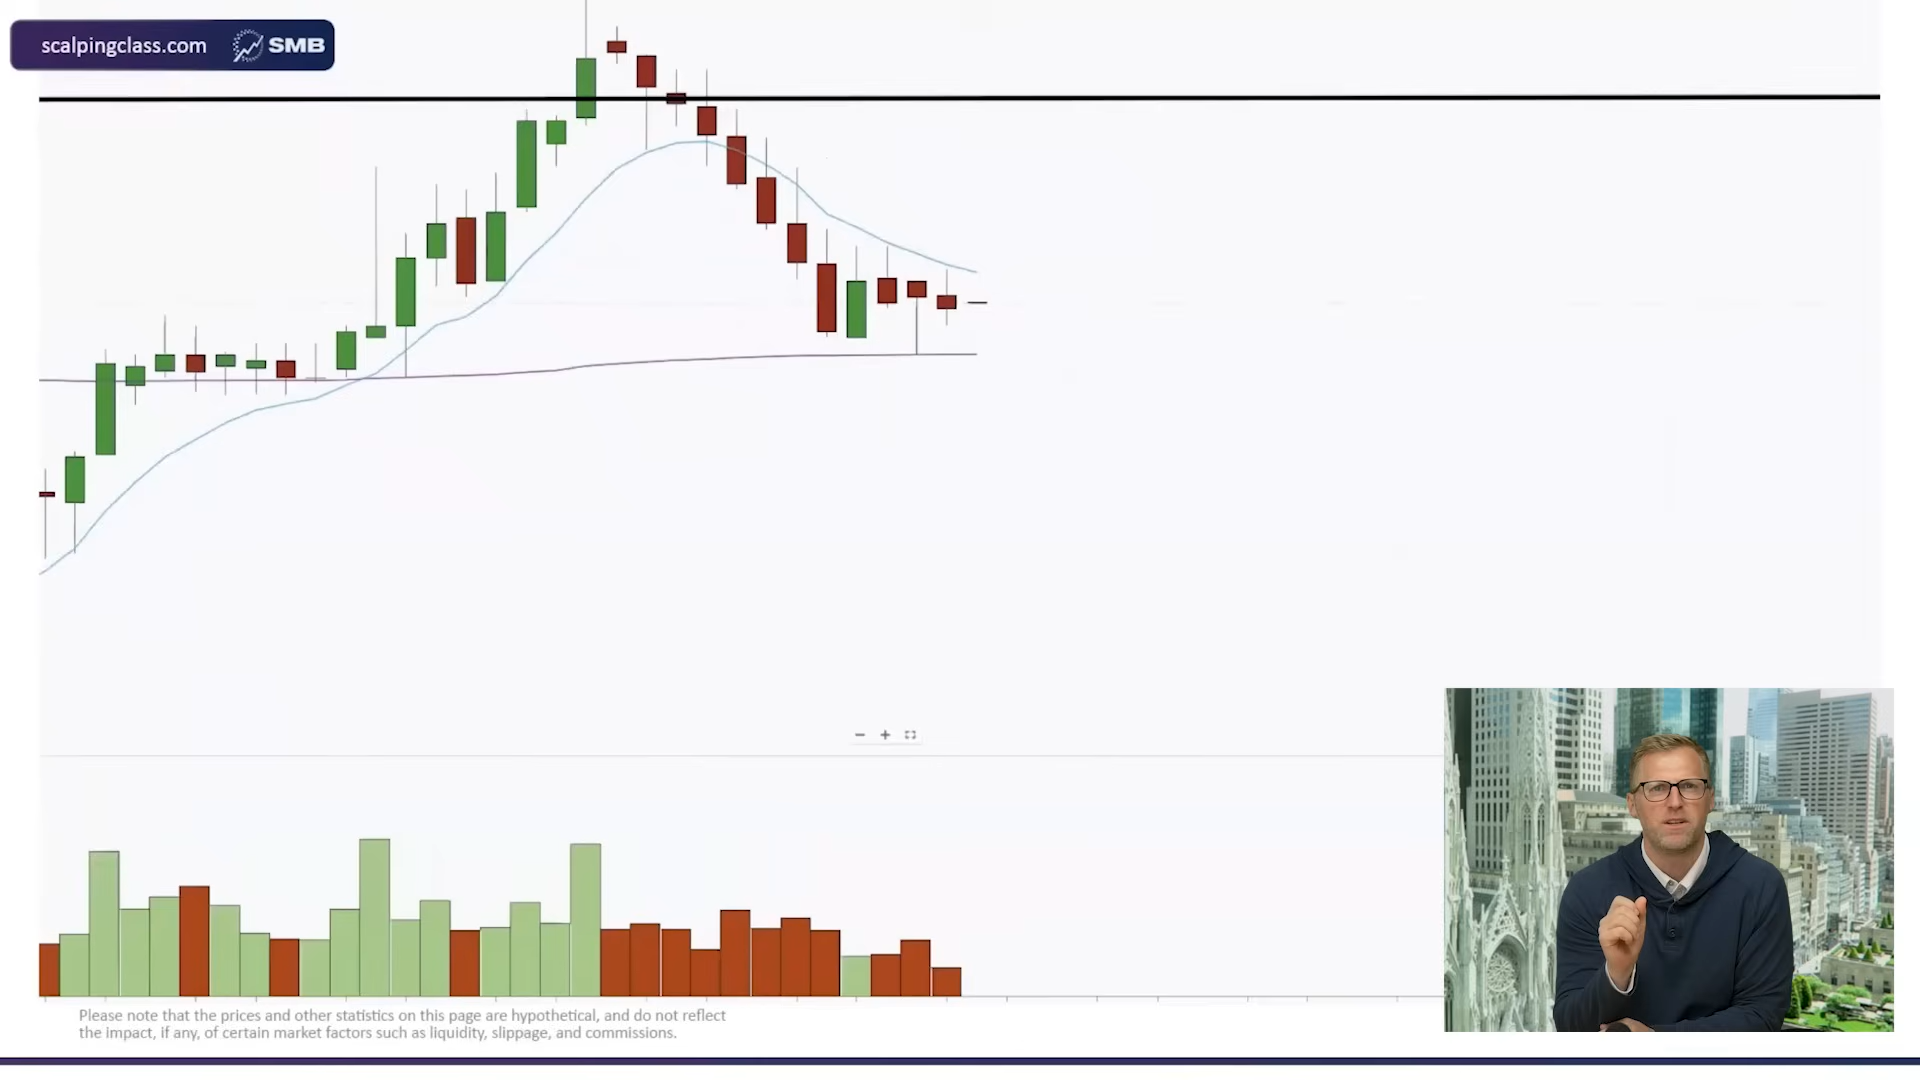 scalpingclass.com SMB
Please note that the prices and other statistics on this page are hypothetical, and do not reflect
the impact, if any, of certain market factors such as liquidity, slippage, and commissions.